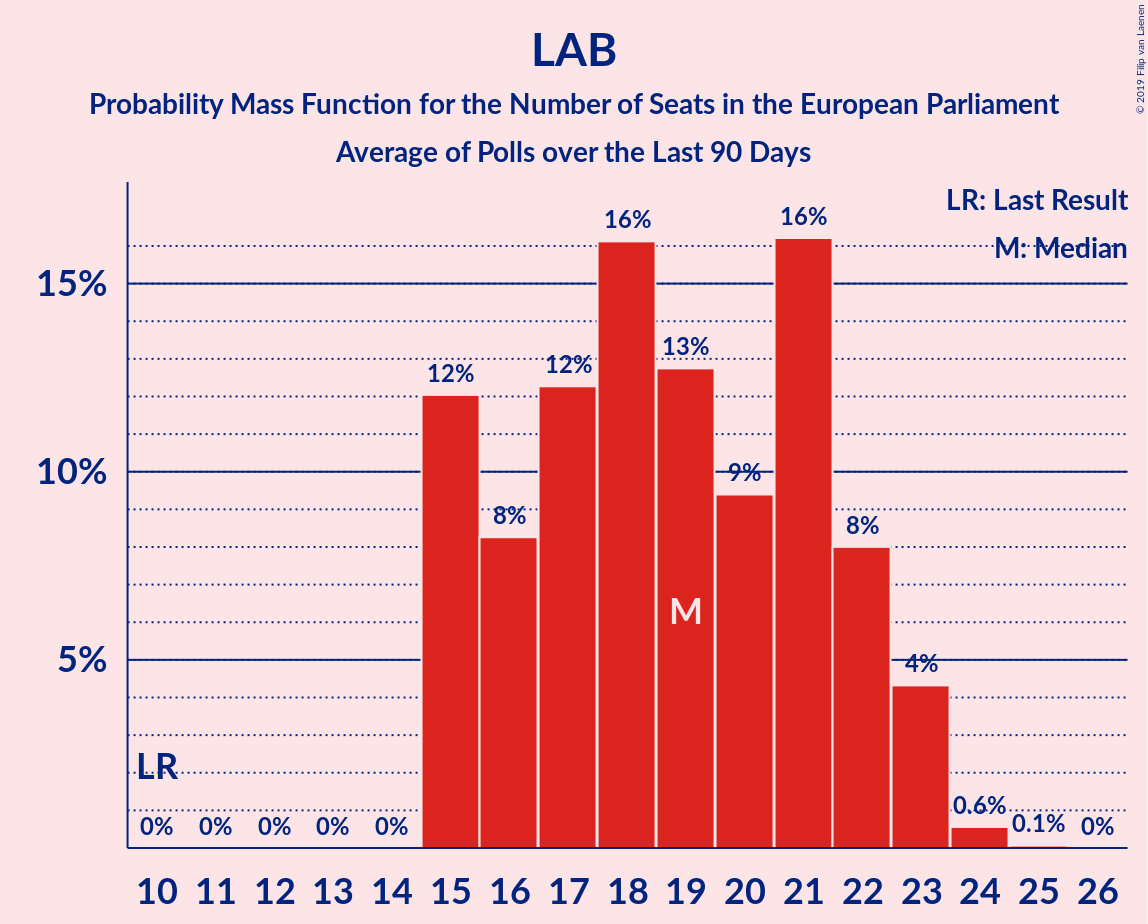 LAB
Probability Mass Function for the Number of Seats in the European Parliament
Average of Polls over the Last 90 Days
© 2019 Filip van Laenen
LR: Last Result
M: Median
16%
16%
15%
13%
12%
12%
10%
9%
8%
8%
M
5%
4%
LR
0.6%
0.1%
0% 0% 0% 0% 0% 0%
10 11 12 13 14 15 16 17 18 19 20 21 22 23 24 25 26